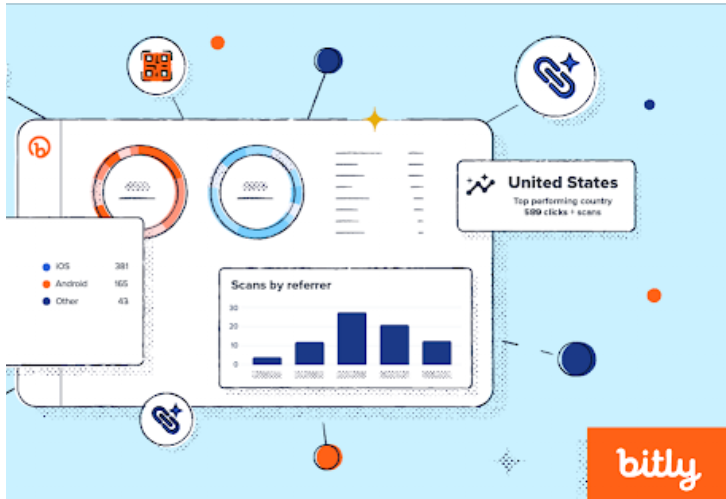 United States
Top performing country
589 clicks + scans
iOS 381
Android 165
Other 43
Scans by referrer
30
20
10
0
bitly